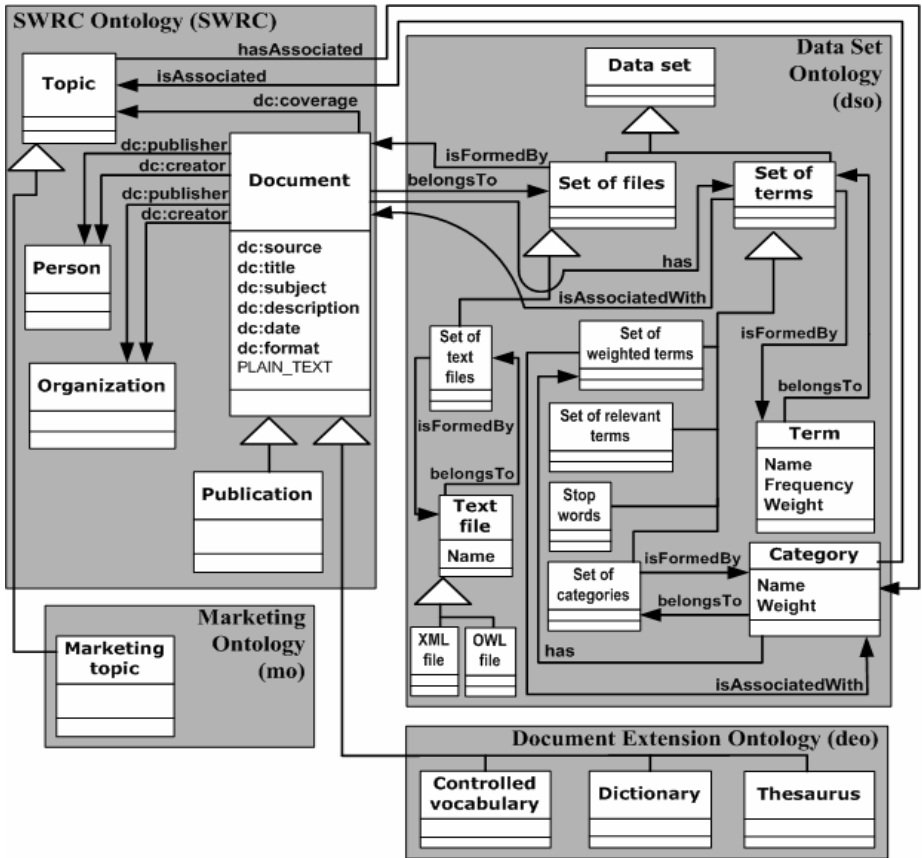 SWRC Ontology (SWRC)
hasAssociated
Topic
isAssociated
dc:coverage
dc:publisher
dc:creator
dc:publisher
dc:creator
Document
dc:source
dc:title
dc:subject
dc:description
dc:date
dc:format
PLAIN_TEXT
Person
Organization
Publication
Data Set
Ontology
(dso)
Data set
isFormedBy
belongsTo
Set of files
Set of
terms
has
isAssociatedWith
Set of
text
files
Set of
weighted terms
isFormedBy
belongsTo
isFormedBy
belongsTo
Set of relevant
terms
Term
Name
Frequency
Weight
Text
file
Name
Stop
words
Set of
categories
isFormedBy
belongsTo
Category
Name
Weight
XML
file
OWL
file
has
isAssociatedWith
Marketing
Ontology
(mo)
Marketing
topic
Document Extension Ontology (deo)
Controlled
vocabulary
Dictionary
Thesaurus